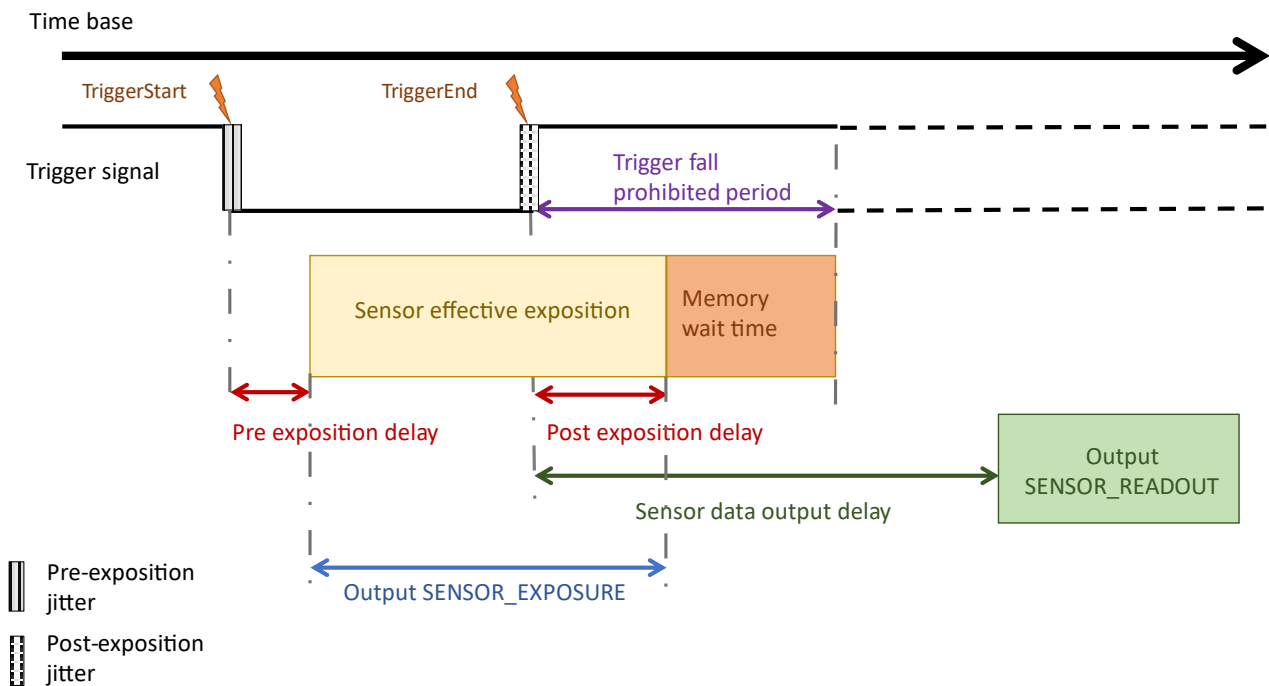 Time base
TriggerStart
TriggerEnd
Trigger signal
Trigger fall
prohibited period
Sensor effective exposition
Memory
wait time
Pre exposition delay
Post exposition delay
Output
SENSOR_READOUT
Sensor data output delay
Output SENSOR_EXPOSURE
Pre-exposition
jitter
Post-exposition
jitter